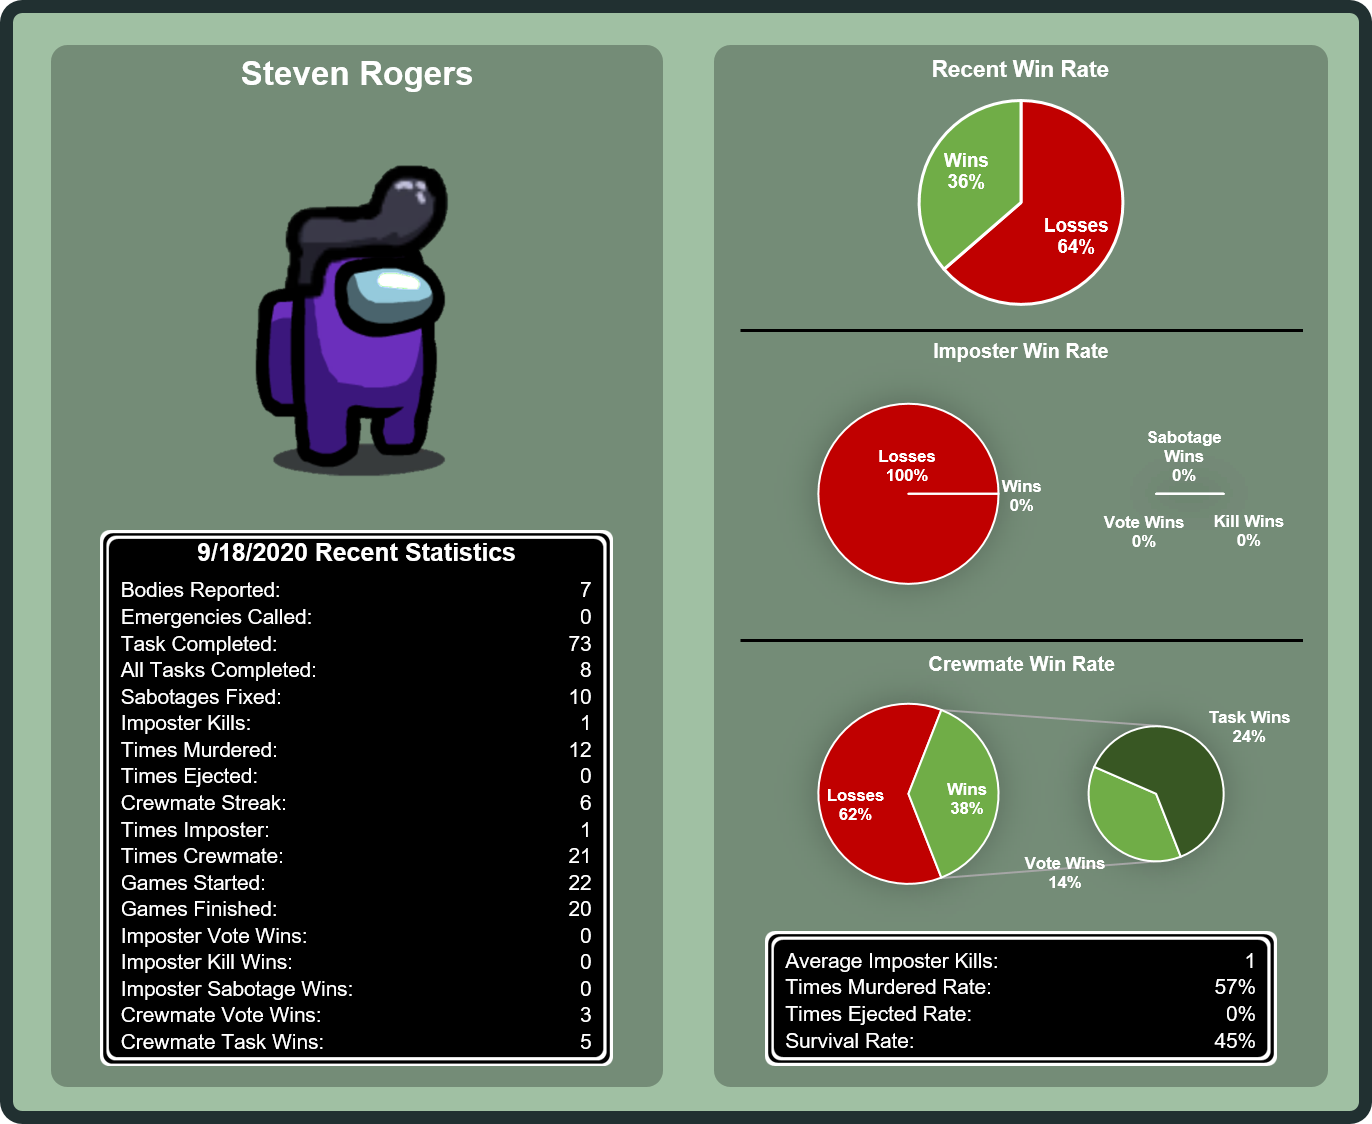 Steven Rogers
9/18/2020 Recent Statistics
Bodies Reported: 7
Emergencies Called: 0
Task Completed: 73
All Tasks Completed: 8
Sabotages Fixed: 10
Imposter Kills: 1
Times Murdered: 12
Times Ejected: 0
Crewmate Streak: 6
Times Imposter: 1
Times Crewmate: 21
Games Started: 22
Games Finished: 20
Imposter Vote Wins: 0
Imposter Kill Wins: 0
Imposter Sabotage Wins: 0
Crewmate Vote Wins: 3
Crewmate Task Wins: 5
Recent Win Rate
Wins
36%
Losses
64%
Imposter Win Rate
Losses
100%
Wins
0%
Sabotage
Wins
0%
Vote Wins
0%
Kill Wins
0%
Crewmate Win Rate
Losses
62%
Wins
38%
Task Wins
24%
Vote Wins
14%
Average Imposter Kills: 1
Times Murdered Rate: 57%
Times Ejected Rate: 0%
Survival Rate: 45%